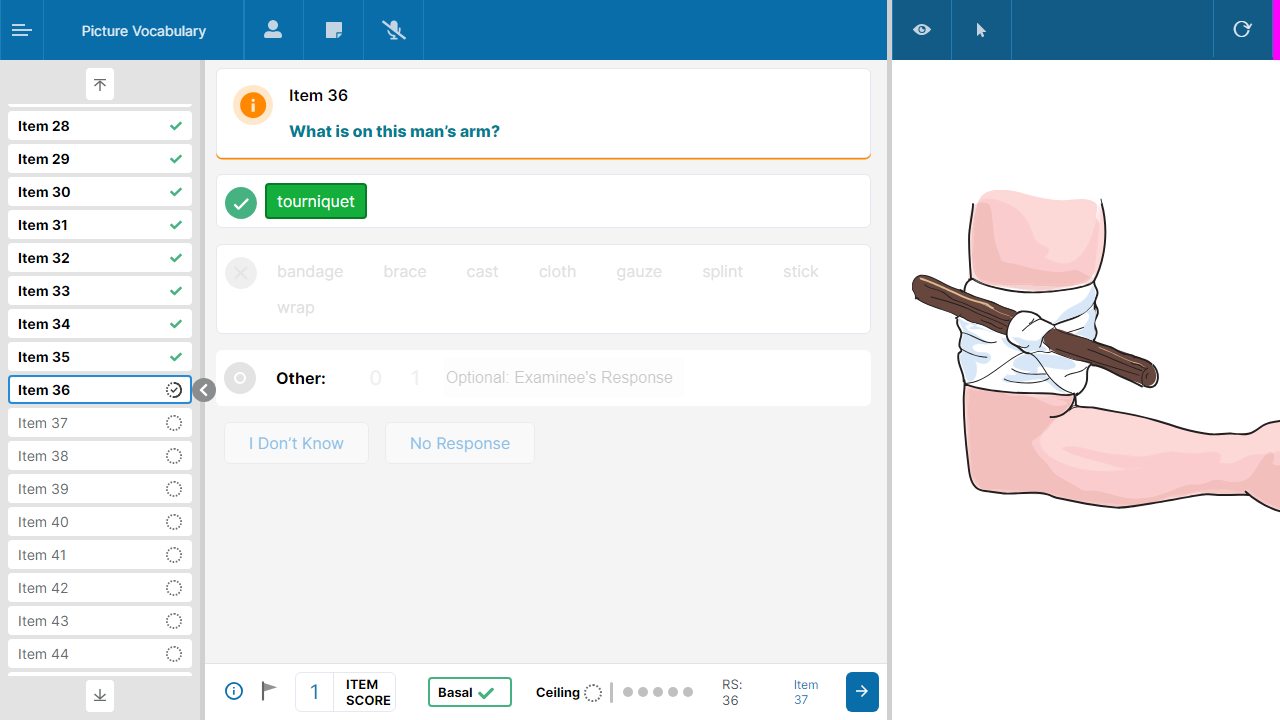 Picture Vocabulary
Item 28
Item 29
Item 30
Item 31
Item 32
Item 33
Item 34
Item 35
Item 36
Item 37
Item 38
Item 39
Item 40
Item 41
Item 42
Item 43
Item 44
Item 36
What is on this man's arm?
tourniquet
bandage brace cast cloth gauze splint stick
wrap
Other: 0 1 Optional: Examinee's Response
I Don't Know No Response
1 ITEM SCORE
Basal
Ceiling
RS: 36
Item 37